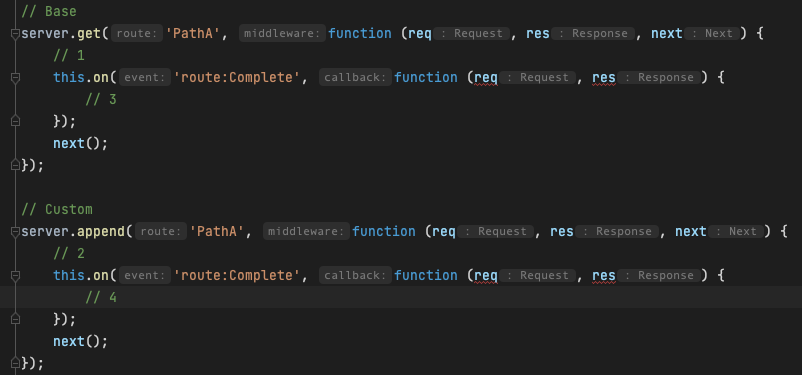 // Base
server.get( route: 'PathA', middleware: function (req : Request, res : Response, next : Next) {
    // 1
    this.on( event: 'route:Complete', callback: function (req : Request, res : Response) {
        // 3
    });
    next();
});
// Custom
server.append( route: 'PathA', middleware: function (req : Request, res : Response, next : Next) {
    // 2
    this.on( event: 'route:Complete', callback: function (req : Request, res : Response) {
        // 4
    });
    next();
});